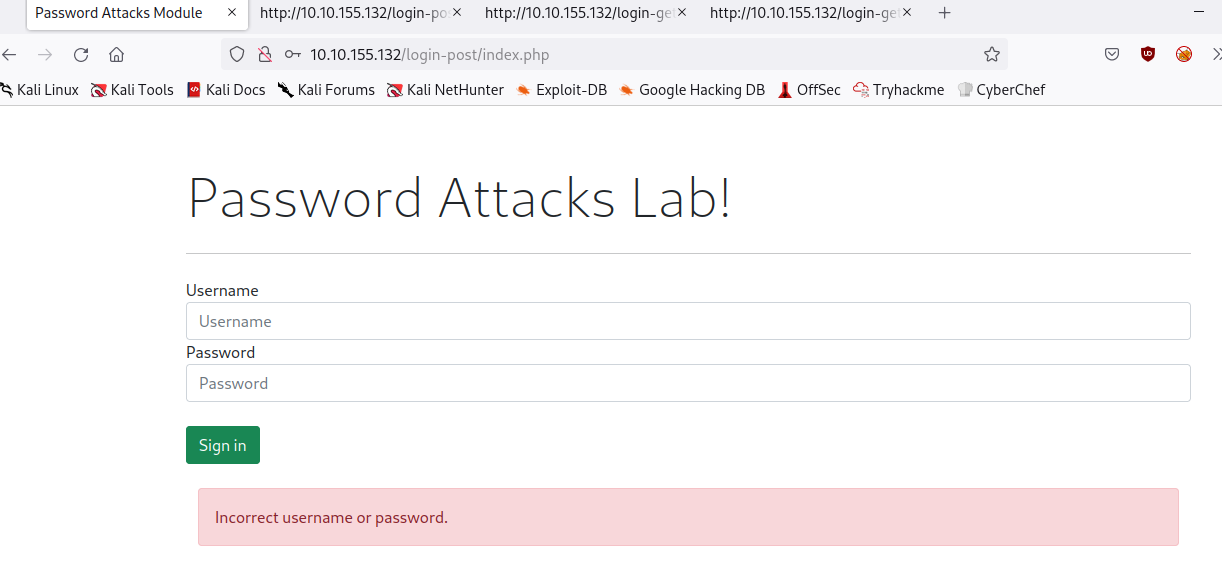 Password Attacks Module × http://10.10.155.132/login-po × http://10.10.155.132/login-get × http://10.10.155.132/login-get × +
10.10.155.132/login-post/index.php
Kali Linux Kali Tools Kali Docs Kali Forums Kali NetHunter Exploit-DB Google Hacking DB OffSec Tryhackme CyberChef
Password Attacks Lab!
Username
Username
Password
Password
Sign in
Incorrect username or password.